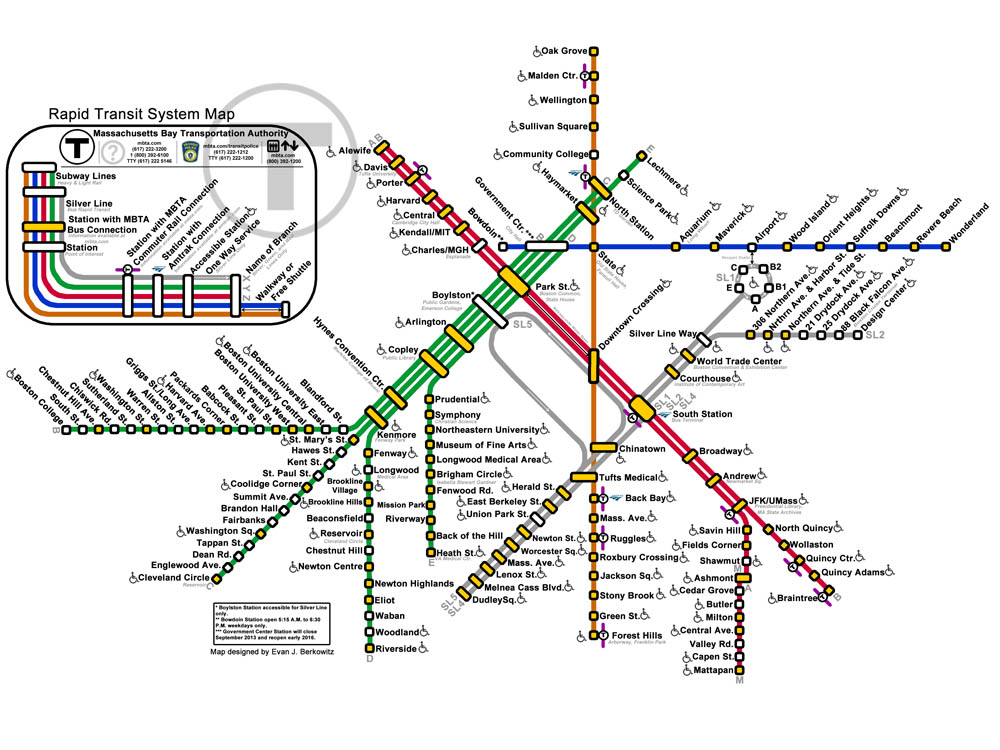 Rapid Transit System Map
Massachusetts Bay Transportation Authority
mbta.com
(617) 222-3200
1 (800) 392-6100
TTY (617) 222 5146
mbta.com/transitpolice
(617) 222-1212
TTY (617) 222-1200
mbta.com
(800) 392-1200
Subway Lines
Heavy & Light Rail
Silver Line
Bus Rapid Transit
Station with MBTA
Bus Connection
Information available at
mbta.com
Station
Point of Interest
Station with MBTA
Commuter Rail Connection
Station with
Amtrak Connection
Accessible Station
One Way Service
Name of Branch
X Y Z
Walkway or
Free Shuttle
Oak Grove
Malden Ctr.
Wellington
Sullivan Square
Community College
Haymarket
North Station
State
Downtown Crossing
Chinatown
Tufts Medical
Back Bay
Mass. Ave.
Ruggles
Roxbury Crossing
Jackson Sq.
Stony Brook
Green St.
Forest Hills
Arborway, Franklin Park
E
Lechmere
Science Park
C
Government Ctr.***
B
D
Park St.
Boston Common,
State House
Boylston*
Public Gardens,
Emerson College
Arlington
Copley
Public Library
Hynes Convention Ctr.
Kenmore
Fenway Park
A
B
Alewife
Davis
Tufts University
Porter
Harvard
Central
Cambridge City Hall
Kendall/MIT
Charles/MGH
Esplanade
South Station
Bus Terminal
Broadway
Andrew
JFK/UMass
Presidential Library,
MA State Archives
North Quincy
Wollaston
Quincy Ctr.
Quincy Adams
Braintree
B
Savin Hill
Fields Corner
Shawmut
M
Ashmont
A
Cedar Grove
Butler
Milton
Central Ave.
Valley Rd.
Capen St.
Mattapan
M
Bowdoin**
Aquarium
Maverick
Airport
Wood Island
Orient Heights
Suffolk Downs
Beachmont
Revere Beach
Wonderland
SL1
C
B2
D
E
B1
A
Silver Line Way
World Trade Center
Boston Convention & Exhibition Center
Courthouse
Institute of Contemporary Art
306 Northern Ave.
Nrthrn Ave. & Harbor St.
Northern Ave. & Tide St.
21 Drydock Ave.
25 Drydock Ave.
88 Black Falcon Ave.
Design Center
SL2
SL1
SL2
SL4
SL5
Herald St.
East Berkeley St.
Union Park St.
Newton St.
Worcester Sq.
Mass. Ave.
Lenox St.
Melnea Cass Blvd.
DudleySq.
SL5
SL4
Blandford St.
Boston University East
Boston University Central
Boston University West
St. Paul St.
Pleasant St.
Babcock St.
Packards Corner
Harvard Ave.
Griggs St/Long Ave
Allston St.
Warren St.
Washington St.
Sutherland St.
Chiswick Rd.
Chestnut Hill Ave.
South St.
Boston College
B
St. Mary's St.
Hawes St.
Kent St.
St. Paul St.
Coolidge Corner
Summit Ave.
Brandon Hall
Fairbanks
Washington Sq.
Tappan St.
Dean Rd.
Englewood Ave.
Cleveland Circle
Reservoir
C
Fenway
Longwood
Medical Area
Brookline
Village
Brookline Hills
Beaconsfield
Reservoir
Cleveland Circle
Chestnut Hill
Newton Centre
Newton Highlands
Eliot
Waban
Woodland
Riverside
D
Prudential
Symphony
Christian Science
Northeastern University
Museum of Fine Arts
Longwood Medical Area
Brigham Circle
Isabella Stewart Gardner
Fenwood Rd.
Mission Park
Riverway
Back of the Hill
Heath St.
VA Medical Ctr
E
* Boylston Station accessible for Silver Line
only.
** Bowdoin Station open 5:15 A.M. to 6:30
P.M. weekdays only.
*** Government Center Station will close
September 2013 and reopen early 2016.
Map designed by Evan J. Berkowitz